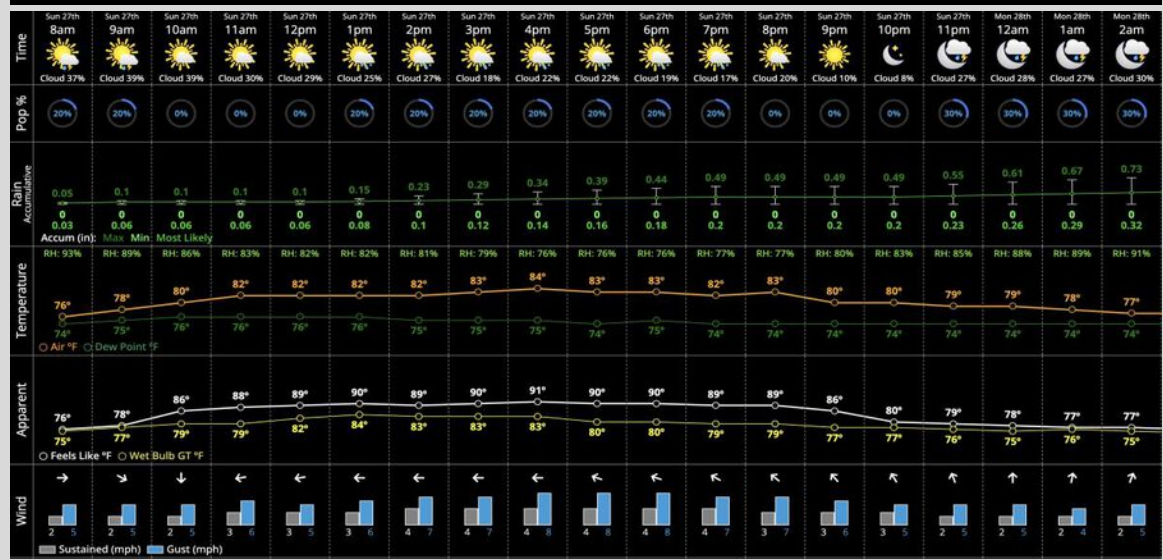 Time
Sun 27th Sun 27th Sun 27th Sun 27th Sun 27th Sun 27th Sun 27th Sun 27th Sun 27th Sun 27th Sun 27th Sun 27th Sun 27th Sun 27th Sun 27th Sun 27th Mon 28th Mon 28th Mon 28th
8am 9am 10am 11am 12pm 1pm 2pm 3pm 4pm 5pm 6pm 7pm 8pm 9pm 10pm 11pm 12am 1am 2am
Cloud 37% Cloud 39% Cloud 39% Cloud 30% Cloud 29% Cloud 25% Cloud 27% Cloud 18% Cloud 22% Cloud 22% Cloud 19% Cloud 17% Cloud 20% Cloud 10% Cloud 8% Cloud 27% Cloud 28% Cloud 27% Cloud 30%
Pop %
20% 20% 0% 0% 0% 20% 20% 20% 20% 20% 20% 20% 0% 0% 0% 30% 30% 30% 30%
Rain
Accumulative
0.05 0.1 0.1 0.1 0.1 0.15 0.23 0.29 0.34 0.39 0.44 0.49 0.49 0.49 0.49 0.55 0.61 0.67 0.73
0 0 0 0 0 0 0 0 0 0 0 0 0 0 0 0 0 0 0
0.03 0.06 0.06 0.06 0.06 0.08 0.1 0.12 0.14 0.16 0.18 0.2 0.2 0.2 0.2 0.23 0.26 0.29 0.32
Accum (in): Max Min Most Likely
Temperature
RH: 93% RH: 89% RH: 86% RH: 83% RH: 82% RH: 82% RH: 81% RH: 79% RH: 76% RH: 76% RH: 76% RH: 77% RH: 77% RH: 80% RH: 83% RH: 85% RH: 88% RH: 89% RH: 91%
76° 78° 80° 82° 82° 82° 82° 83° 84° 83° 83° 82° 83° 80° 80° 79° 79° 78° 77°
74° 75° 76° 76° 76° 76° 75° 75° 75° 74° 75° 74° 74° 74° 74° 74° 74° 74° 74°
Air °F Dew Point °F
Apparent
76° 78° 86° 88° 89° 90° 89° 90° 91° 90° 90° 89° 89° 86° 80° 79° 78° 77° 77°
75° 77° 79° 79° 82° 84° 83° 83° 83° 80° 80° 79° 79° 77° 77° 76° 75° 76° 75°
Feels Like °F Wet Bulb GT °F
Wind
2 5 2 5 2 5 3 6 3 5 3 6 4 7 4 7 4 8 4 8 4 8 4 7 3 7 3 6 3 5 2 5 2 5 2 4 2 5
Sustained (mph) Gust (mph)